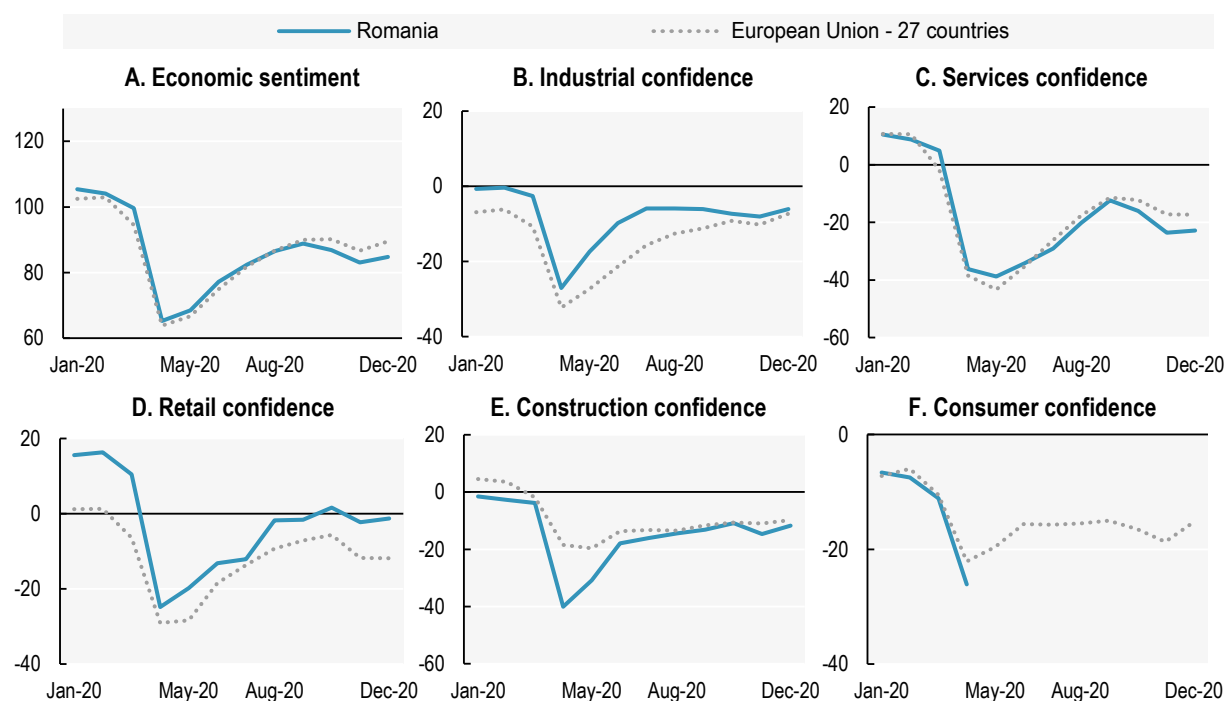 Romania
European Union - 27 countries
A. Economic sentiment
120
100
80
60
Jan-20 May-20 Aug-20 Dec-20
B. Industrial confidence
20
0
-20
-40
Jan-20 May-20 Aug-20 Dec-20
C. Services confidence
20
0
-20
-40
-60
Jan-20 May-20 Aug-20 Dec-20
D. Retail confidence
20
0
-20
-40
Jan-20 May-20 Aug-20 Dec-20
E. Construction confidence
20
0
-20
-40
-60
Jan-20 May-20 Aug-20 Dec-20
F. Consumer confidence
0
-20
-40
Jan-20 May-20 Aug-20 Dec-20